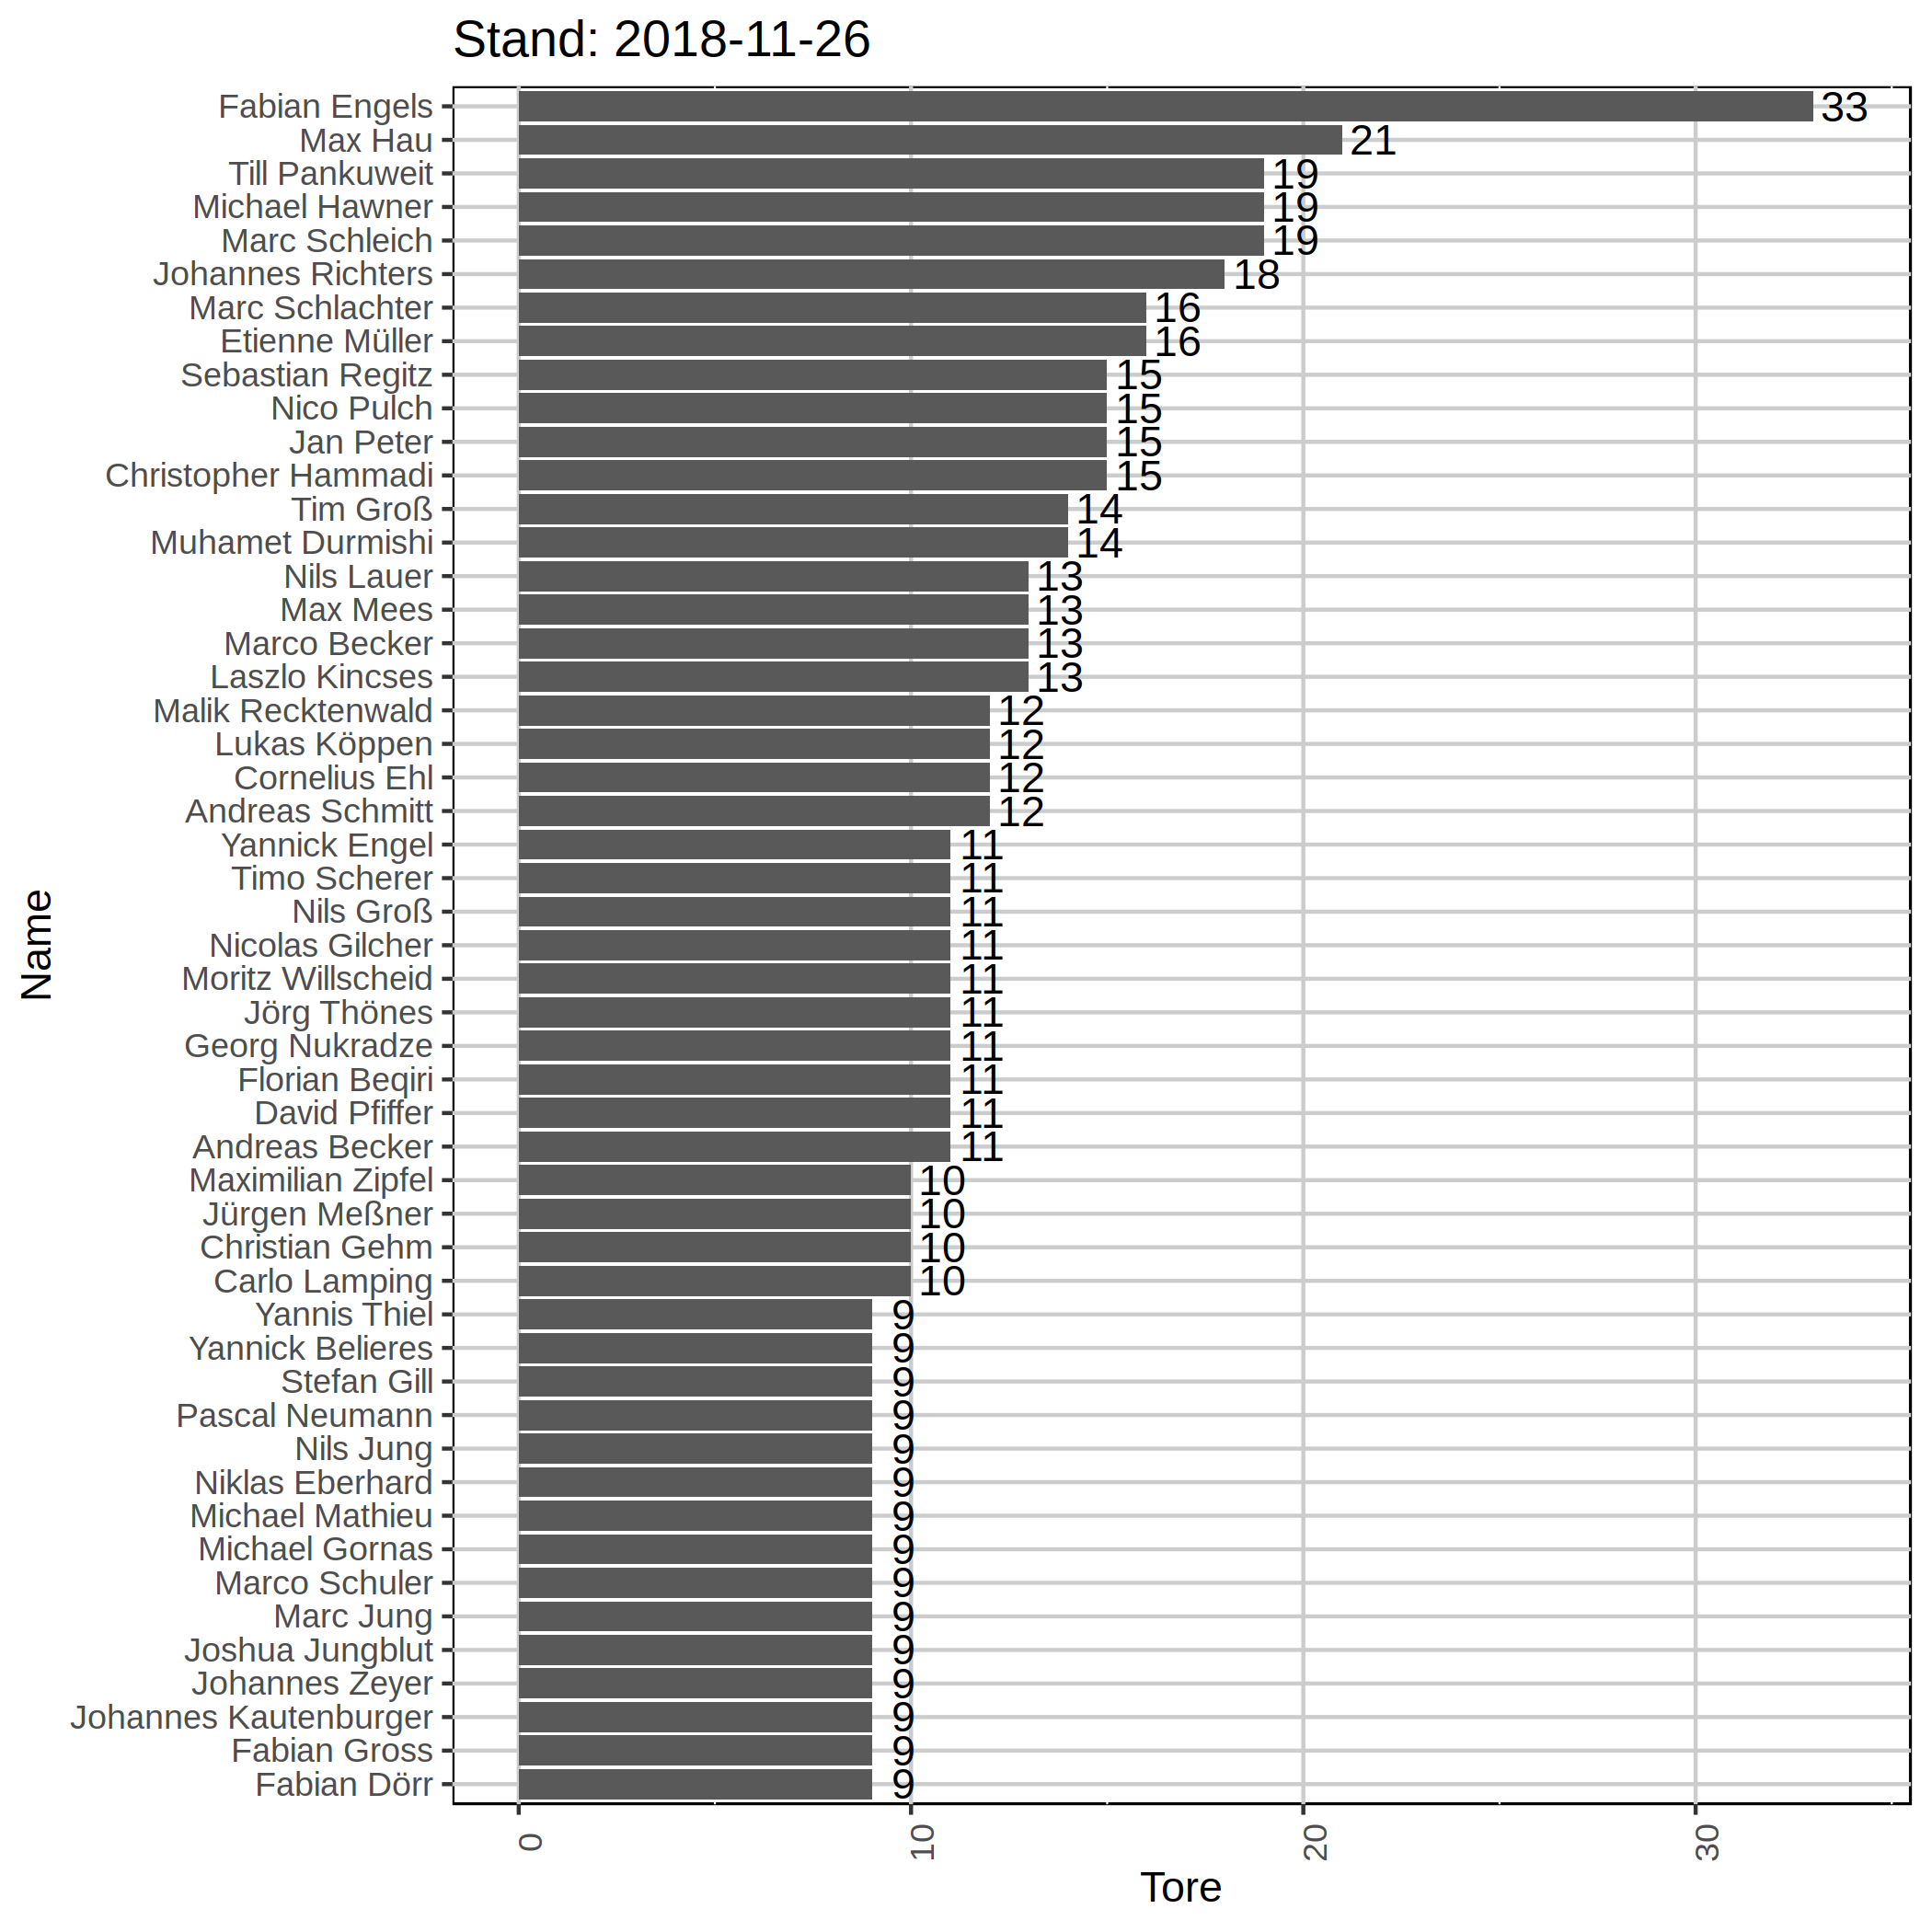 Stand: 2018-11-26
Fabian Engels 33
Max Hau 21
Till Pankuweit 19
Michael Hawner 19
Marc Schleich 19
Johannes Richters 18
Marc Schlachter 16
Etienne Müller 16
Sebastian Regitz 15
Nico Pulch 15
Jan Peter 15
Christopher Hammadi 15
Tim Groß 14
Muhamet Durmishi 14
Nils Lauer 13
Max Mees 13
Marco Becker 13
Laszlo Kincses 13
Malik Recktenwald 12
Lukas Köppen 12
Cornelius Ehl 12
Andreas Schmitt 12
Yannick Engel 11
Timo Scherer 11
Nils Groß 11
Nicolas Gilcher 11
Moritz Willscheid 11
Jörg Thönes 11
Georg Nukradze 11
Florian Beqiri 11
David Pfiffer 11
Andreas Becker 11
Maximilian Zipfel 10
Jürgen Meßner 10
Christian Gehm 10
Carlo Lamping 10
Yannis Thiel 9
Yannick Belieres 9
Stefan Gill 9
Pascal Neumann 9
Nils Jung 9
Niklas Eberhard 9
Michael Mathieu 9
Michael Gornas 9
Marco Schuler 9
Marc Jung 9
Joshua Jungblut 9
Johannes Zeyer 9
Johannes Kautenburger 9
Fabian Gross 9
Fabian Dörr 9
Name
0 10 20 30
Tore